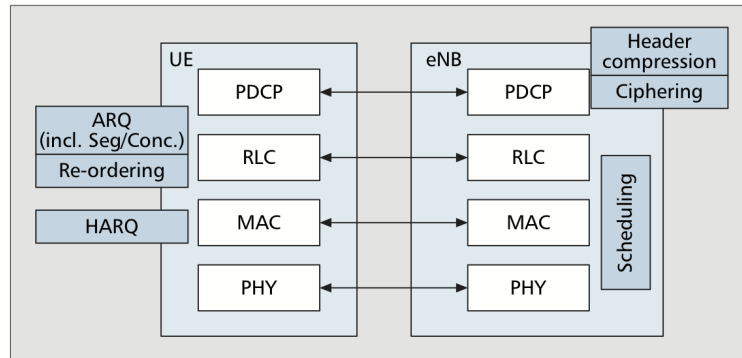 UE
eNB
Header
compression
Ciphering
PDCP
PDCP
ARQ
(incl. Seg/Conc.)
Re-ordering
RLC
RLC
HARQ
MAC
MAC
Scheduling
PHY
PHY